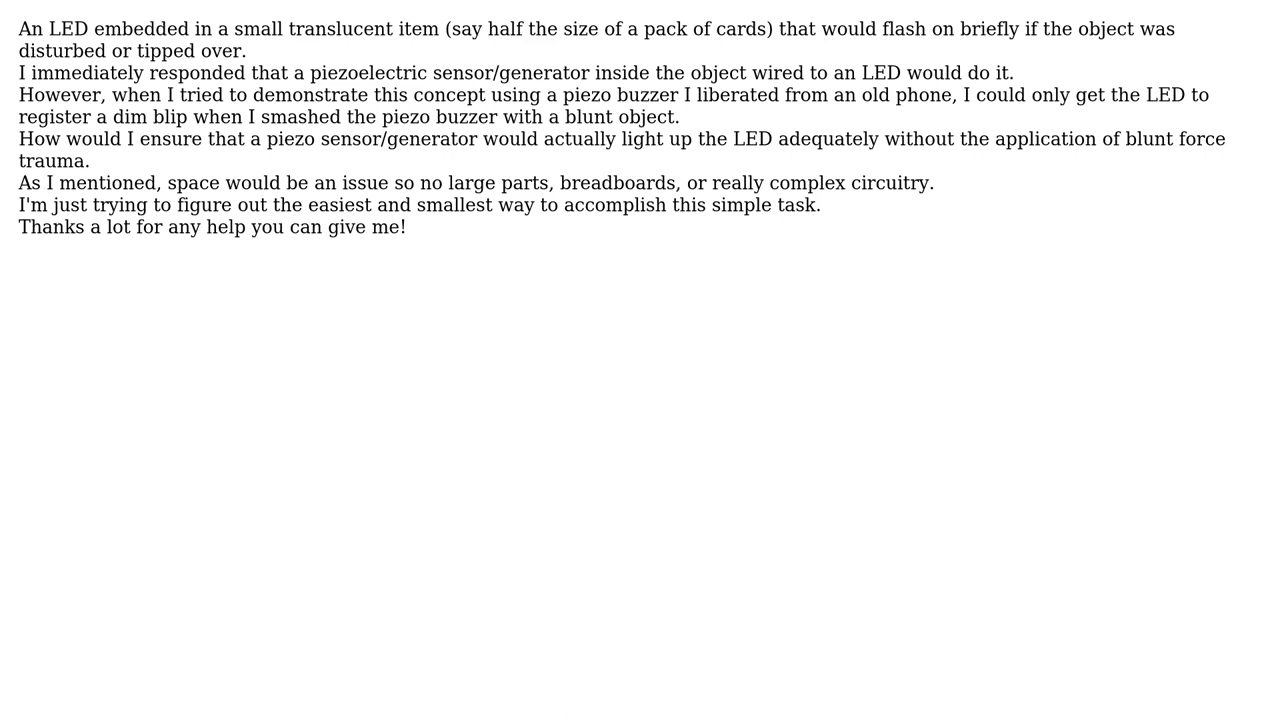 An LED embedded in a small translucent item (say half the size of a pack of cards) that would flash on briefly if the object was
disturbed or tipped over.
I immediately responded that a piezoelectric sensor/generator inside the object wired to an LED would do it.
However, when I tried to demonstrate this concept using a piezo buzzer I liberated from an old phone, I could only get the LED to
register a dim blip when I smashed the piezo buzzer with a blunt object.
How would I ensure that a piezo sensor/generator would actually light up the LED adequately without the application of blunt force
trauma.
As I mentioned, space would be an issue so no large parts, breadboards, or really complex circuitry.
I'm just trying to figure out the easiest and smallest way to accomplish this simple task.
Thanks a lot for any help you can give me!